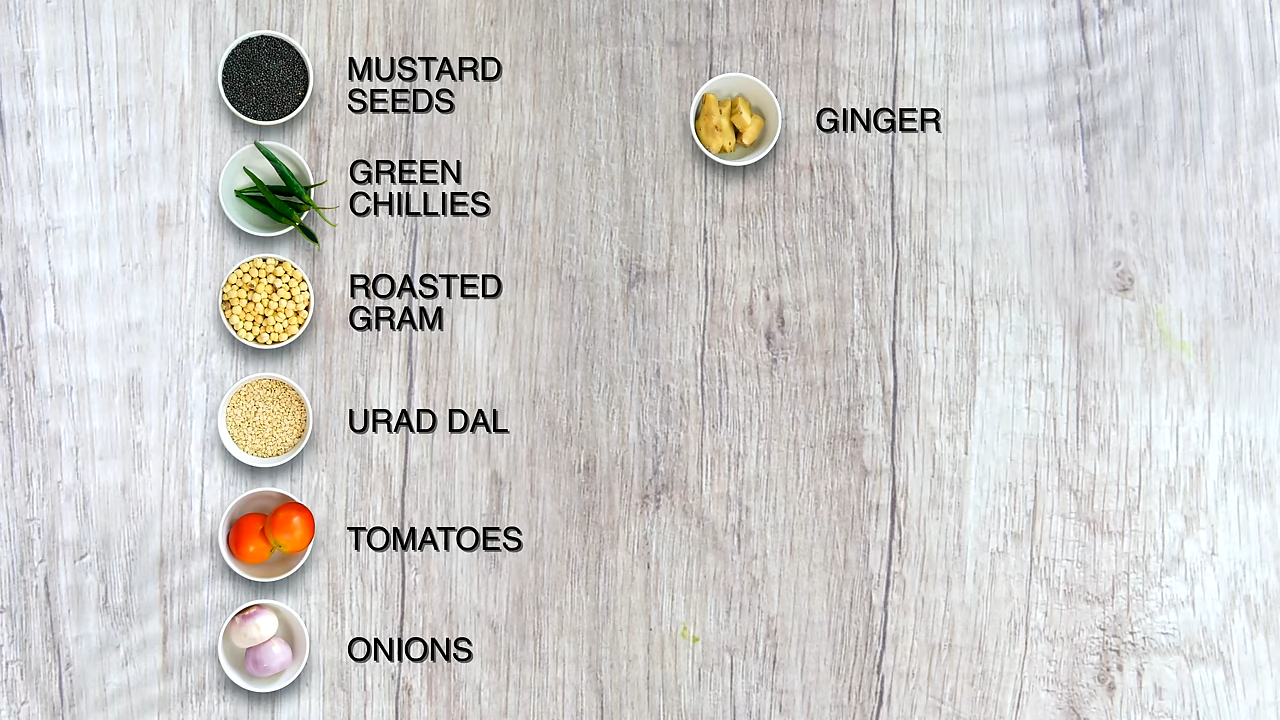 MUSTARD
SEEDS
GREEN
CHILLIES
ROASTED
GRAM
URAD DAL
TOMATOES
ONIONS
GINGER